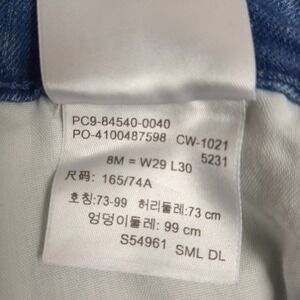 PC9-84540-0040
PO-4100487598 CW-1021
8M = W29 L30 5231
尺码: 165/74A
호칭:73-99 허리둘레:73 cm
엉덩이둘레: 99 cm
S54961 SML DL